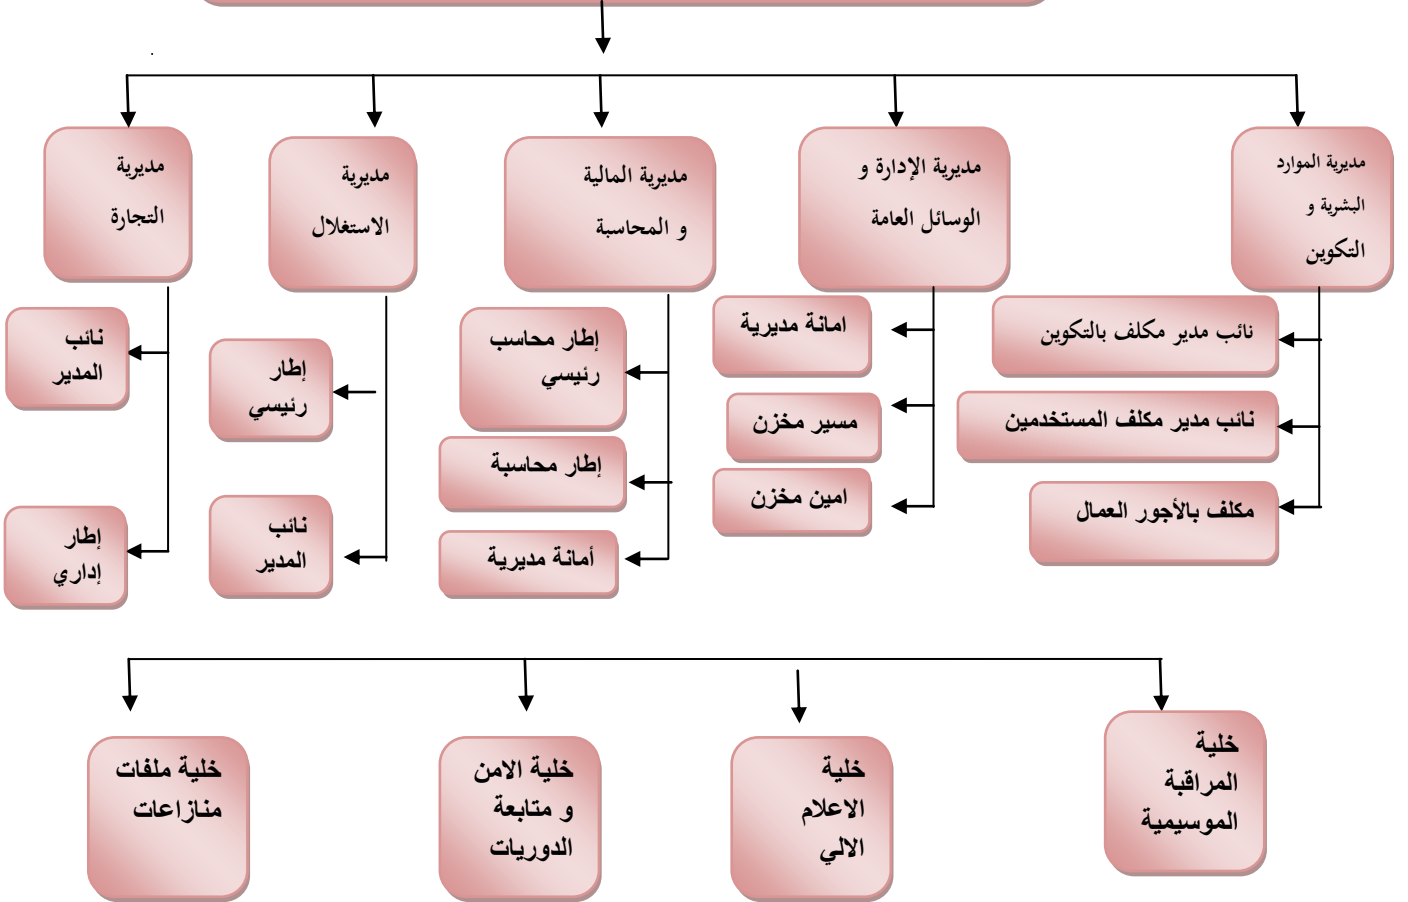 مديرية الموارد
البشرية و
التكوين
مديرية الإدارة و
الوسائل العامة
مديرية المالية
و المحاسبة
مديرية
الاستغلال
مديرية
التجارة
نائب مدير مكلف بالتكوين
نائب مدير مكلف المستخدمين
مكلف بالأجور العمال
امانة مديرية
مسير مخزن
امين مخزن
إطار محاسب
رئيسي
إطار محاسبة
أمانة مديرية
إطار
رئيسي
نائب
المدير
نائب
المدير
إطار
إداري
خلية
المراقبة
الموسيمية
خلية
الاعلام
الالي
خلية الامن
و متابعة
الدوريات
خلية ملفات
منازاعات